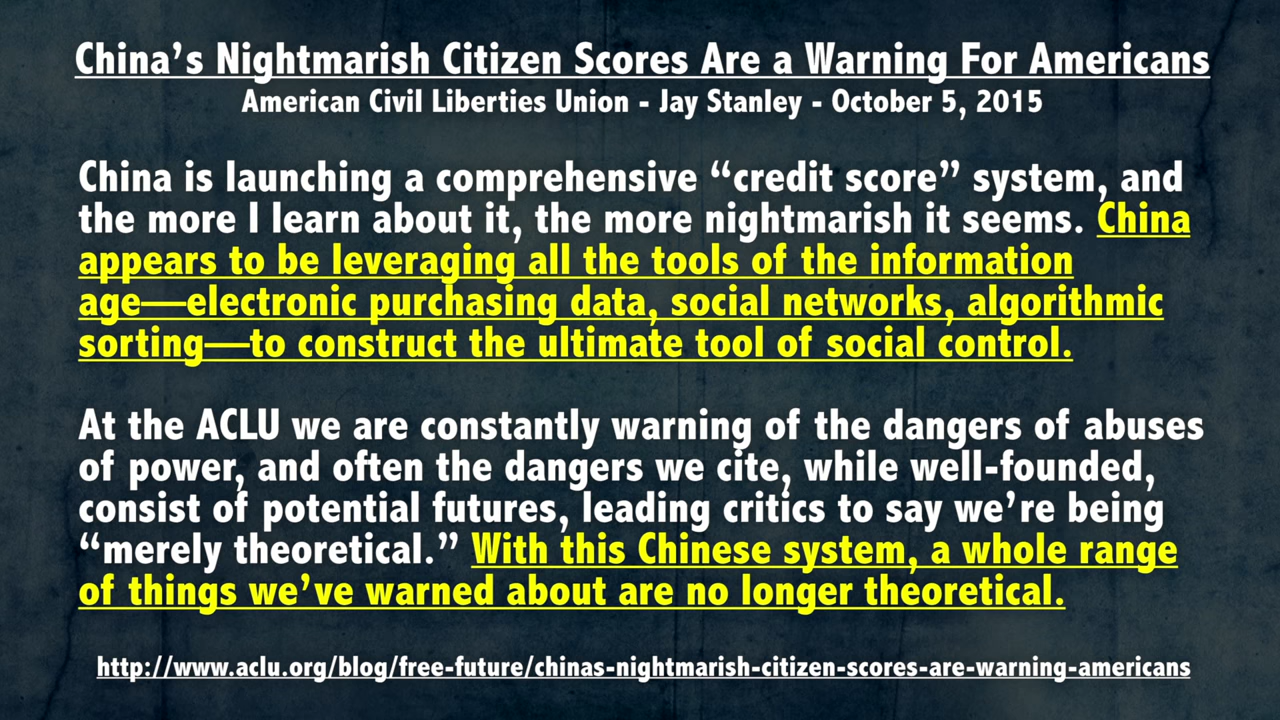 China’s Nightmarish Citizen Scores Are a Warning For Americans
American Civil Liberties Union - Jay Stanley - October 5, 2015
China is launching a comprehensive “credit score” system, and
the more I learn about it, the more nightmarish it seems. China
appears to be leveraging all the tools of the information
age—electronic purchasing data, social networks, algorithmic
sorting—to construct the ultimate tool of social control.
At the ACLU we are constantly warning of the dangers of abuses
of power, and often the dangers we cite, while well-founded,
consist of potential futures, leading critics to say we’re being
“merely theoretical.” With this Chinese system, a whole range
of things we’ve warned about are no longer theoretical.
http://www.aclu.org/blog/free-future/chinas-nightmarish-citizen-scores-are-warning-americans